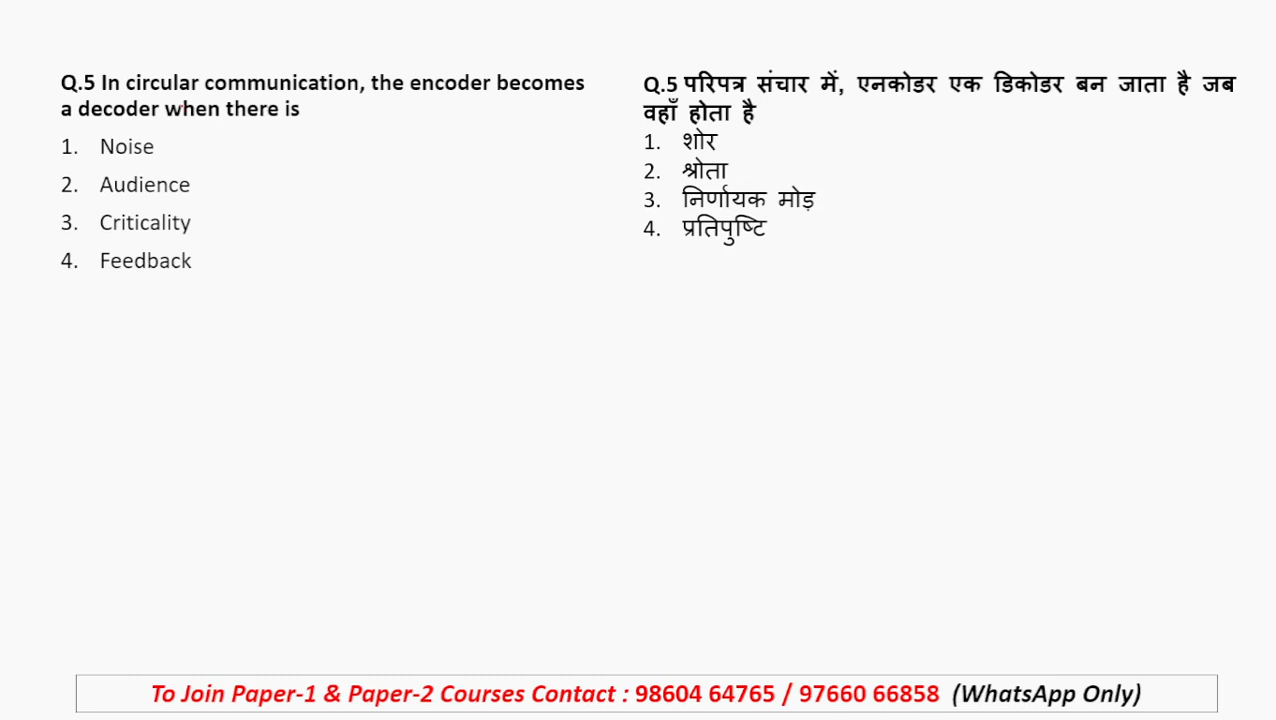 Q.5 In circular communication, the encoder becomes
a decoder when there is
1. Noise
2. Audience
3. Criticality
4. Feedback
Q.5 परिपत्र संचार में, एनकोडर एक डिकोडर बन जाता है जब
वहाँ होता है
1. शोर
2. श्रोता
3. निर्णायक मोड़
4. प्रतिपुष्टि
To Join Paper-1 & Paper-2 Courses Contact : 98604 64765 / 97660 66858 (WhatsApp Only)